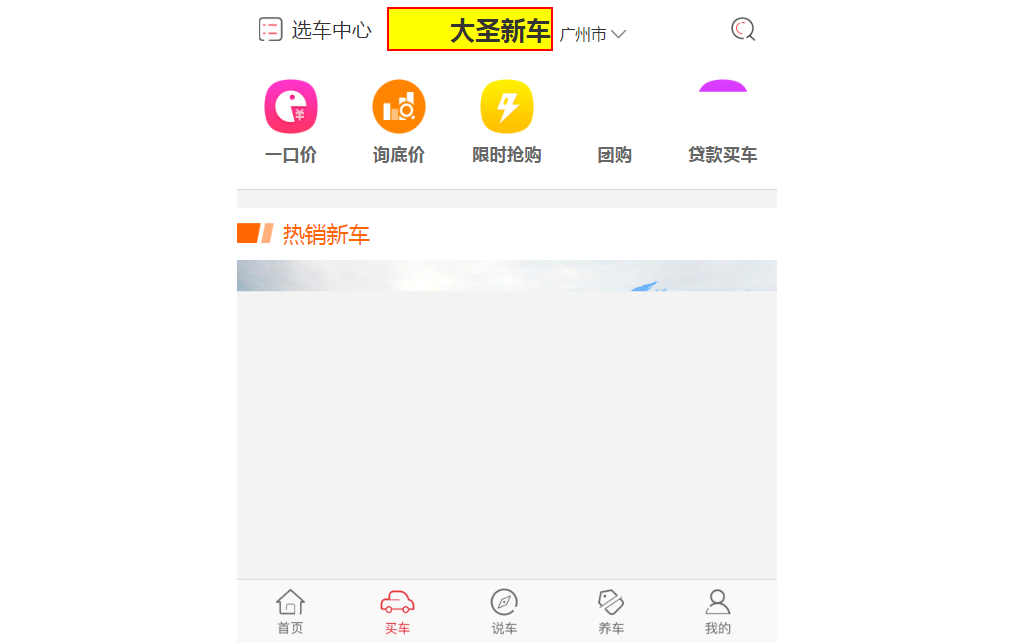 选车中心 大圣新车 广州市
一口价 询底价 限时抢购 团购 贷款买车
热销新车
首页 买车 说车 养车 我的